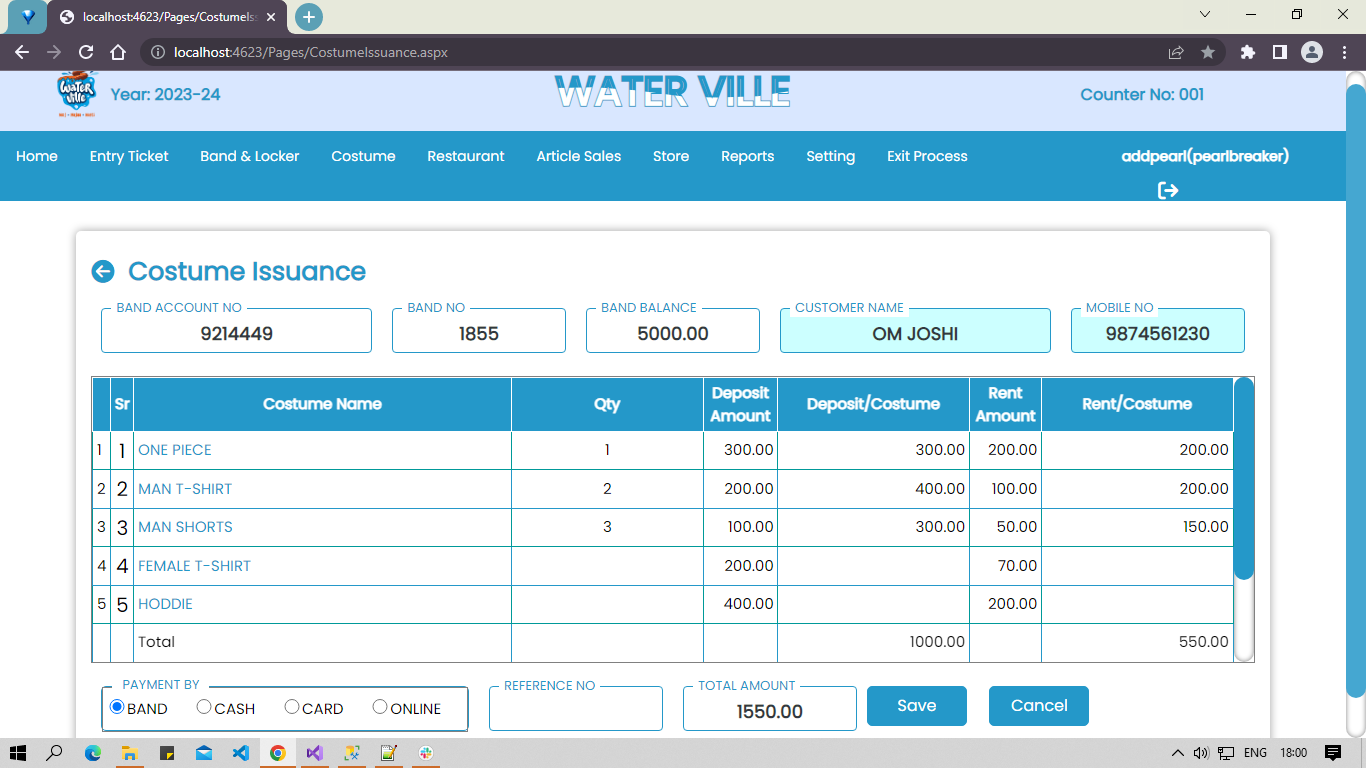 localhost:4623/Pages/CostumeIss
localhost:4623/Pages/CostumeIssuance.aspx
Water Ville
Year: 2023-24
WATER VILLE
Counter No: 001
Home Entry Ticket Band & Locker Costume Restaurant Article Sales Store Reports Setting Exit Process addpearl(pearlbreaker)
Costume Issuance
BAND ACCOUNT NO BAND NO BAND BALANCE CUSTOMER NAME MOBILE NO
9214449 1855 5000.00 OM JOSHI 9874561230
Sr Costume Name Qty Deposit Amount Deposit/Costume Rent Amount Rent/Costume
1 1 ONE PIECE 1 300.00 300.00 200.00 200.00
2 2 MAN T-SHIRT 2 200.00 400.00 100.00 200.00
3 3 MAN SHORTS 3 100.00 300.00 50.00 150.00
4 4 FEMALE T-SHIRT 200.00 70.00
5 5 HODDIE 400.00 200.00
Total 1000.00 550.00
PAYMENT BY REFERENCE NO TOTAL AMOUNT
BAND CASH CARD ONLINE 1550.00 Save Cancel
ENG 18:00